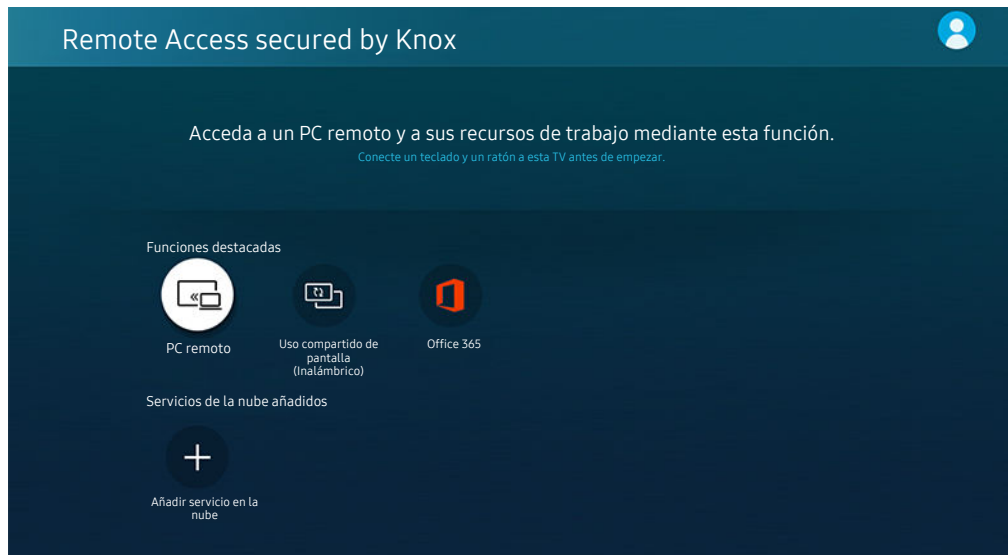 Remote Access secured by Knox
Acceda a un PC remoto y a sus recursos de trabajo mediante esta función.
Conecte un teclado y un ratón a esta TV antes de empezar.
Funciones destacadas
PC remoto
Uso compartido de
pantalla
(Inalámbrico)
Office 365
Servicios de la nube añadidos
Añadir servicio en la
nube